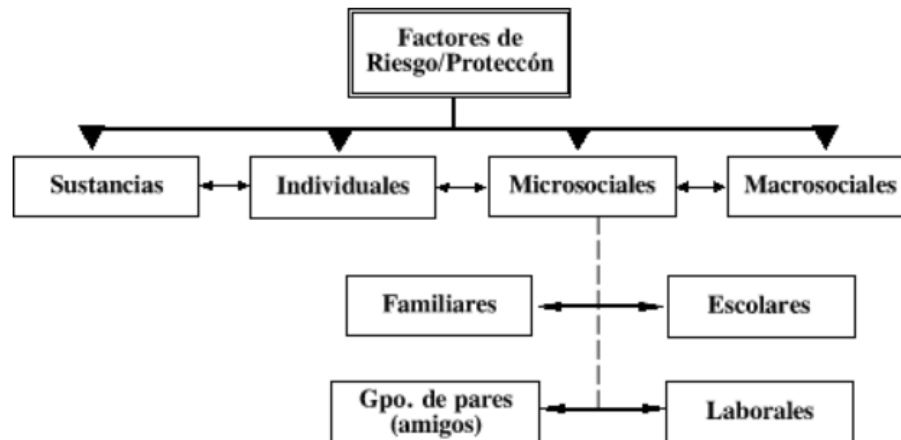 Factores de
Riesgo/Proteccón
Sustancias
Individuales
Microsociales
Macrosociales
Familiares
Escolares
Gpo. de pares
(amigos)
Laborales